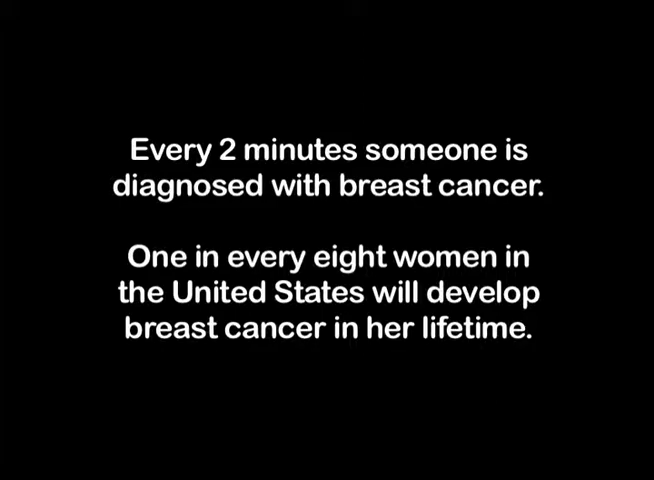 Every 2 minutes someone is
diagnosed with breast cancer.
One in every eight women in
the United States will develop
breast cancer in her lifetime.